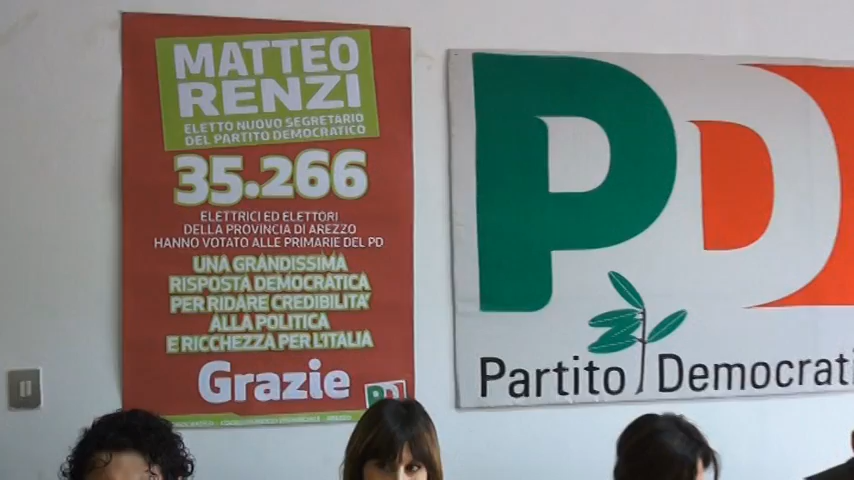 MATTEO
RENZI
ELETTO NUOVO SEGRETARIO
DEL PARTITO DEMOCRATICO
35.266
ELETTRICI ED ELETTORI
DELLA PROVINCIA DI AREZZO
HANNO VOTATO ALLE PRIMARIE DEL PD
UNA GRANDISSIMA
RISPOSTA DEMOCRATICA
PER RIDARE CREDIBILITA'
ALLA POLITICA
E RICCHEZZA PER L'ITALIA
Grazie
PD
PD
Partito Democrati